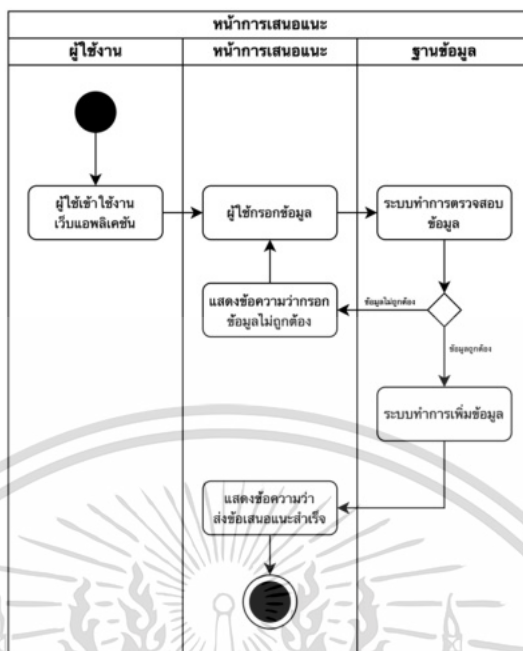 หน้าการเสนอแนะ
ผู้ใช้งาน
หน้าการเสนอแนะ
ฐานข้อมูล
ผู้ใช้เข้าใช้งาน
เว็บแอพลิเคชัน
ผู้ใช้กรอกข้อมูล
ระบบทำการตรวจสอบ
ข้อมูล
แสดงข้อความว่ากรอก
ข้อมูลไม่ถูกต้อง
ข้อมูลไม่ถูกต้อง
ข้อมูลถูกต้อง
ระบบทำการเพิ่มข้อมูล
แสดงข้อความว่า
ส่งข้อเสนอแนะสำเร็จ